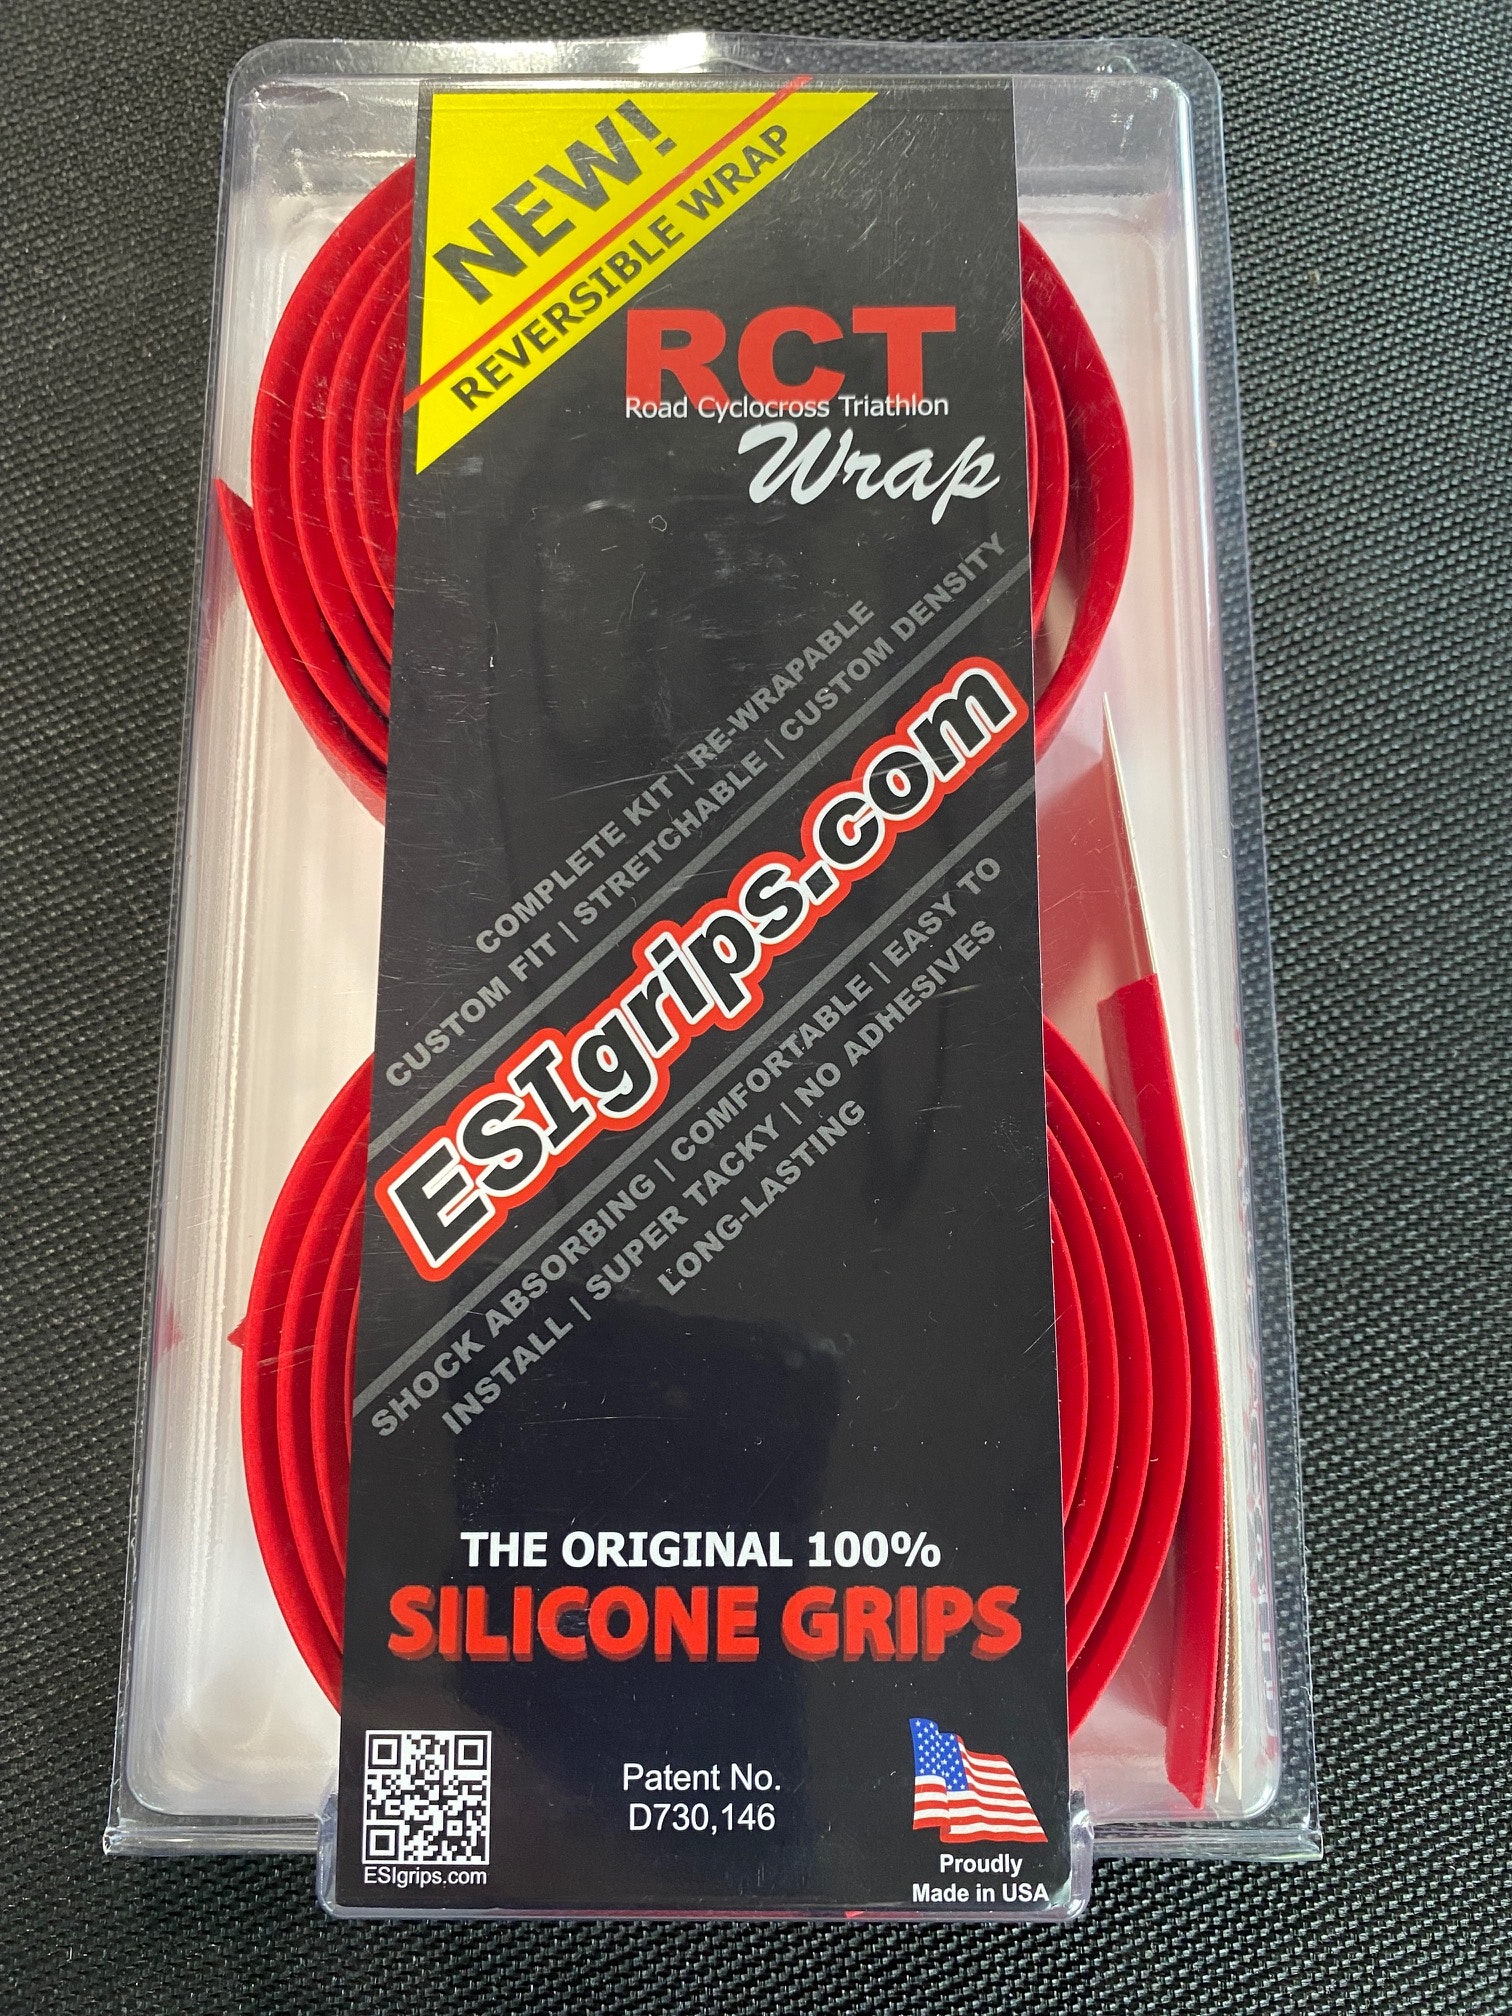 NEW!
REVERSIBLE WRAP
RCT
Road Cyclocross Triathlon
Wrap
COMPLETE KIT | RE-WRAPABLE
CUSTOM FIT | STRETCHABLE | CUSTOM DENSITY
ESIgrips.com
SHOCK ABSORBING | COMFORTABLE | EASY TO
INSTALL | SUPER TACKY | NO ADHESIVES
LONG-LASTING
THE ORIGINAL 100%
SILICONE GRIPS
ESIgrips.com
Patent No.
D730,146
Proudly
Made in USA